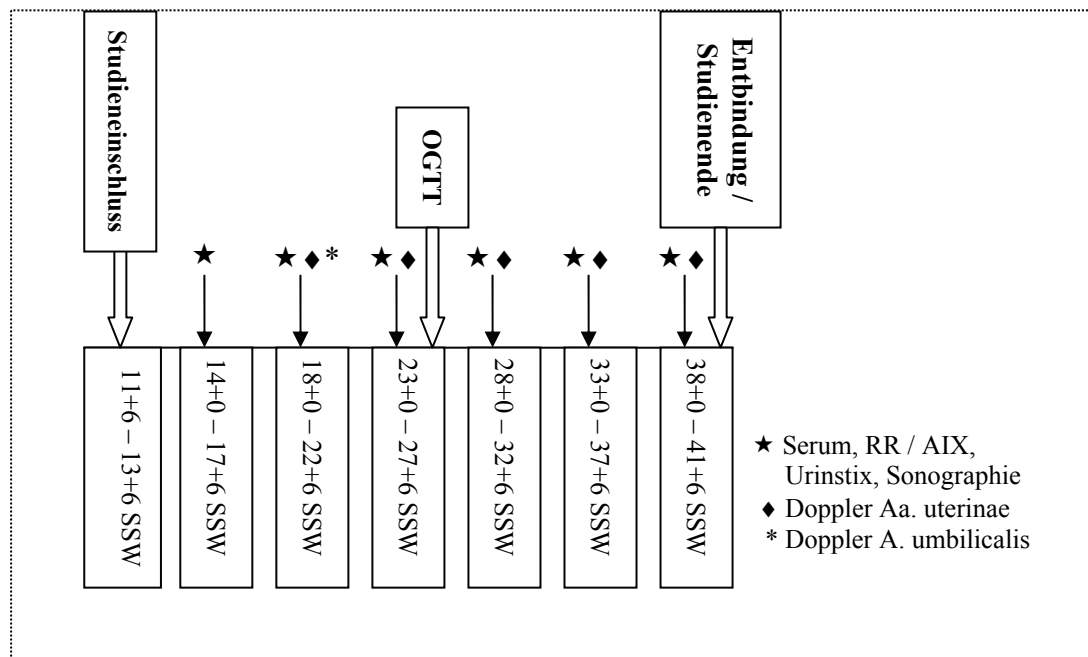 Studieneinschluss
OGTT
Entbindung /
Studienende
★
★ ♦ *
★ ♦
★ ♦
★ ♦
★ ♦
11+6 – 13+6 SSW
14+0 – 17+6 SSW
18+0 – 22+6 SSW
23+0 – 27+6 SSW
28+0 – 32+6 SSW
33+0 – 37+6 SSW
38+0 – 41+6 SSW
★ Serum, RR / AIX,
Urinstix, Sonographie
♦ Doppler Aa. uterinae
* Doppler A. umbilicalis